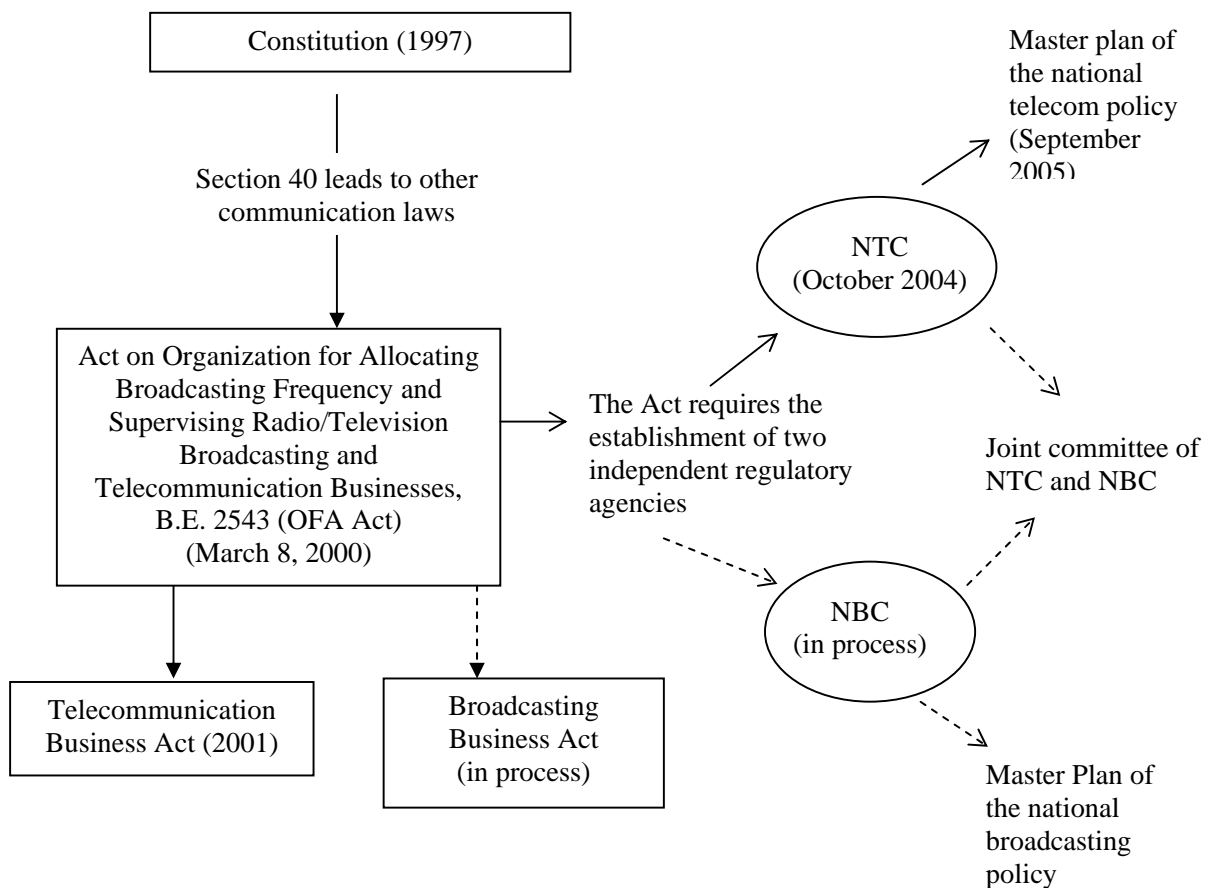 Constitution (1997)
Section 40 leads to other
communication laws
Act on Organization for Allocating
Broadcasting Frequency and
Supervising Radio/Television
Broadcasting and
Telecommunication Businesses,
B.E. 2543 (OFA Act)
(March 8, 2000)
Telecommunication
Business Act (2001)
Broadcasting
Business Act
(in process)
The Act requires the
establishment of two
independent regulatory
agencies
NTC
(October 2004)
Master plan of
the national
telecom policy
(September
2005)
Joint committee of
NTC and NBC
NBC
(in process)
Master Plan of
the national
broadcasting
policy